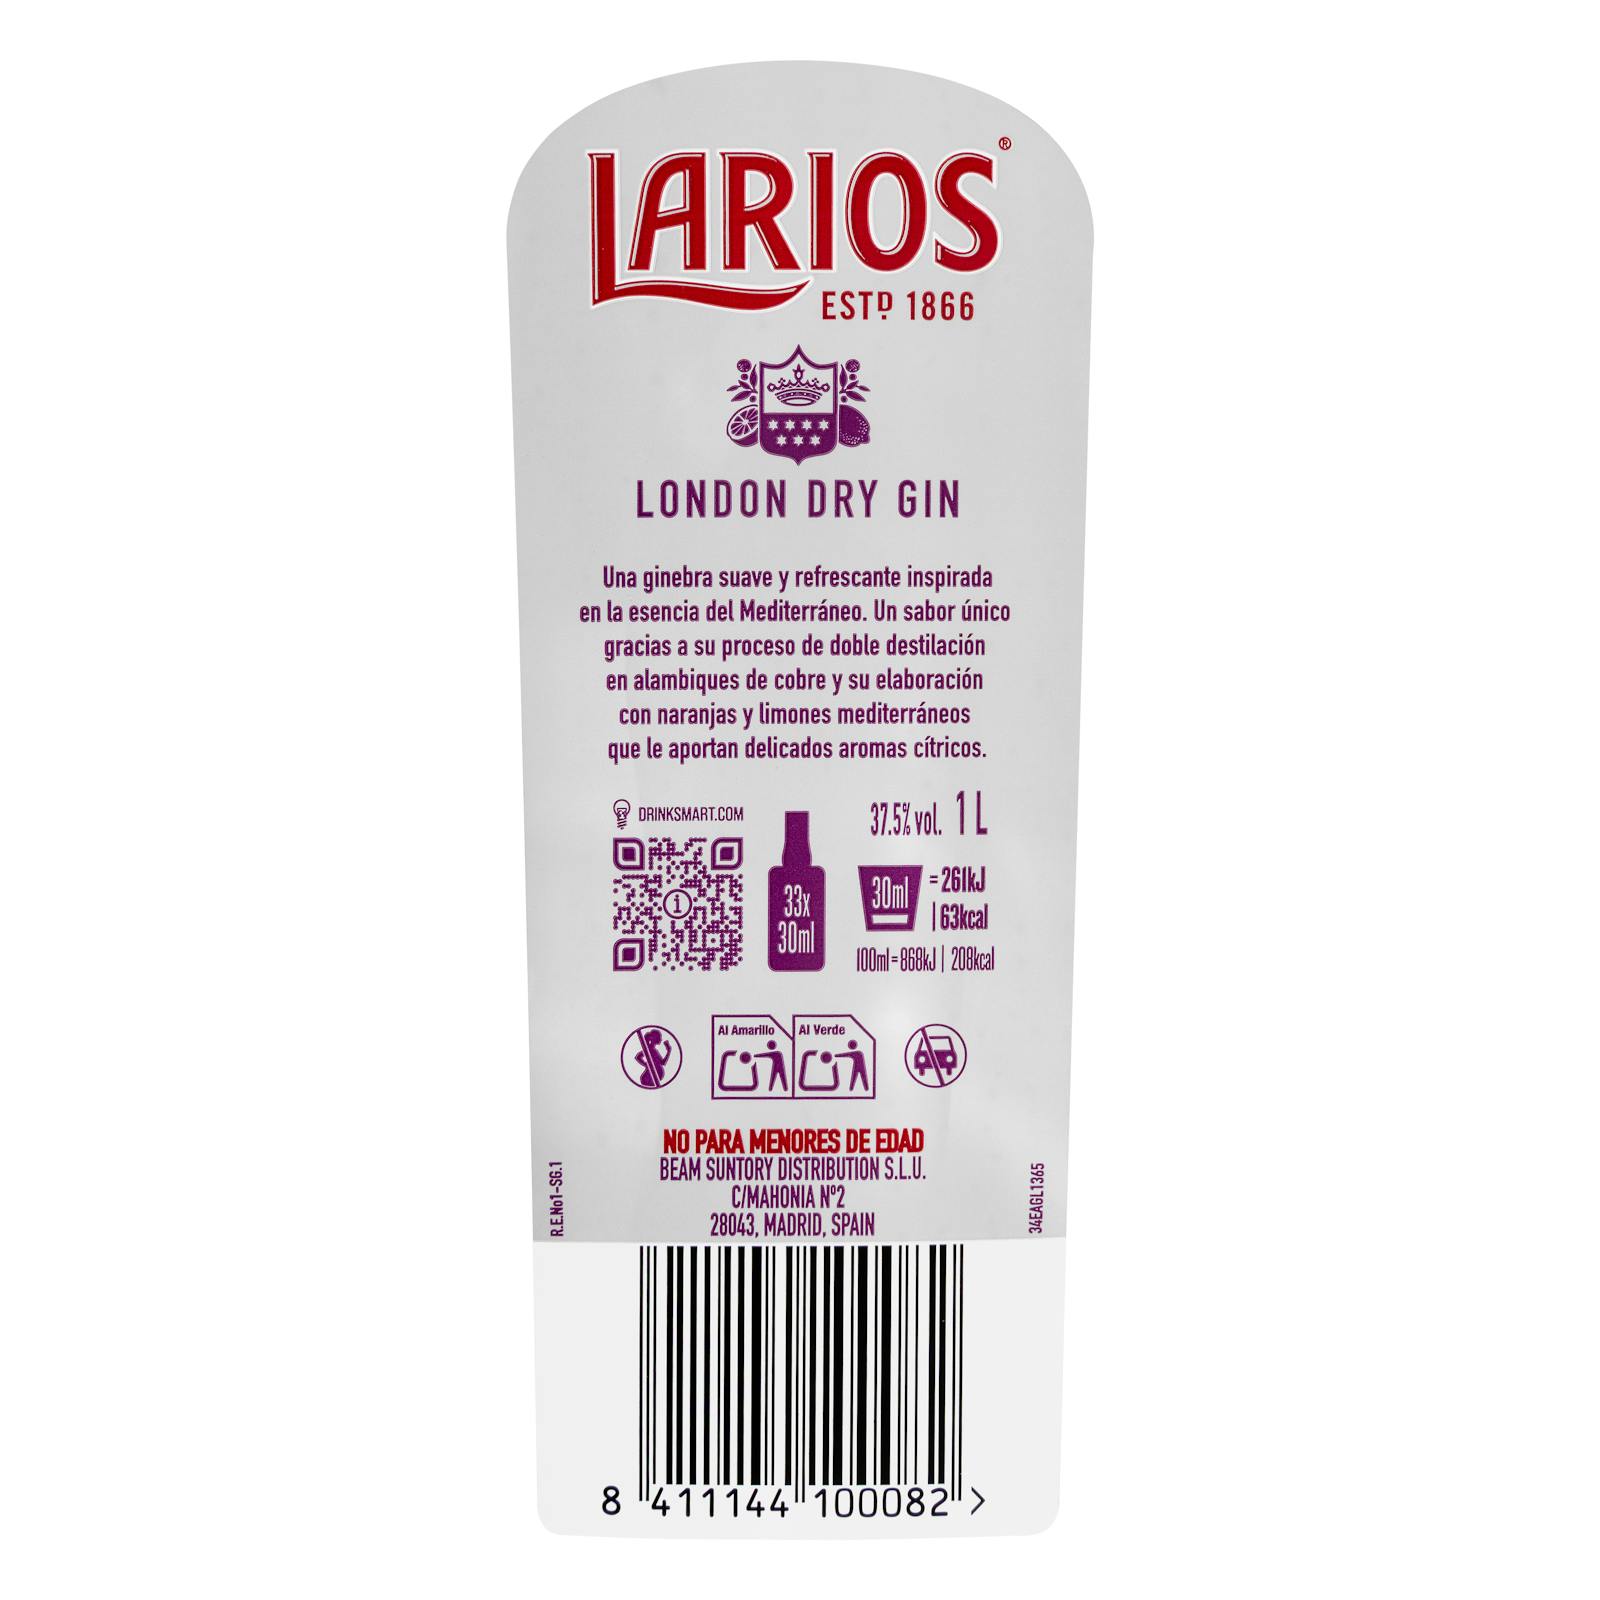 LARIOS®
ESTD 1866
LONDON DRY GIN
Una ginebra suave y refrescante inspirada
en la esencia del Mediterráneo. Un sabor único
gracias a su proceso de doble destilación
en alambiques de cobre y su elaboración
con naranjas y limones mediterráneos
que le aportan delicados aromas cítricos.
DRINKSMART.COM
i
33x
30ml
37.5% vol. 1 L
30ml = 261kJ
| 63kcal
100ml = 868kJ | 208kcal
Al Amarillo
Al Verde
NO PARA MENORES DE EDAD
BEAM SUNTORY DISTRIBUTION S.L.U.
C/MAHONIA Nº2
28043, MADRID, SPAIN
R.E.No1-SG.1
34EAGL1365
8 411144 100082 >